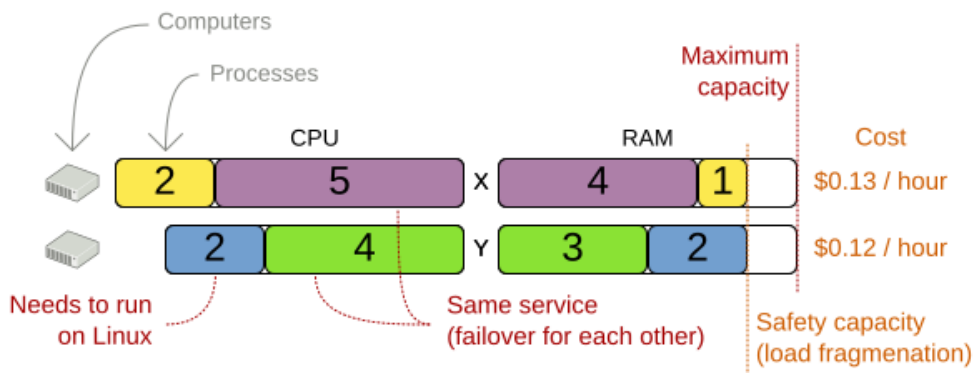 Computers
Processes
Maximum
capacity
CPU
RAM
Cost
2
5
X
4
1
$0.13 / hour
2
4
Y
3
2
$0.12 / hour
Needs to run
on Linux
Same service
(failover for each other)
Safety capacity
(load fragmenation)